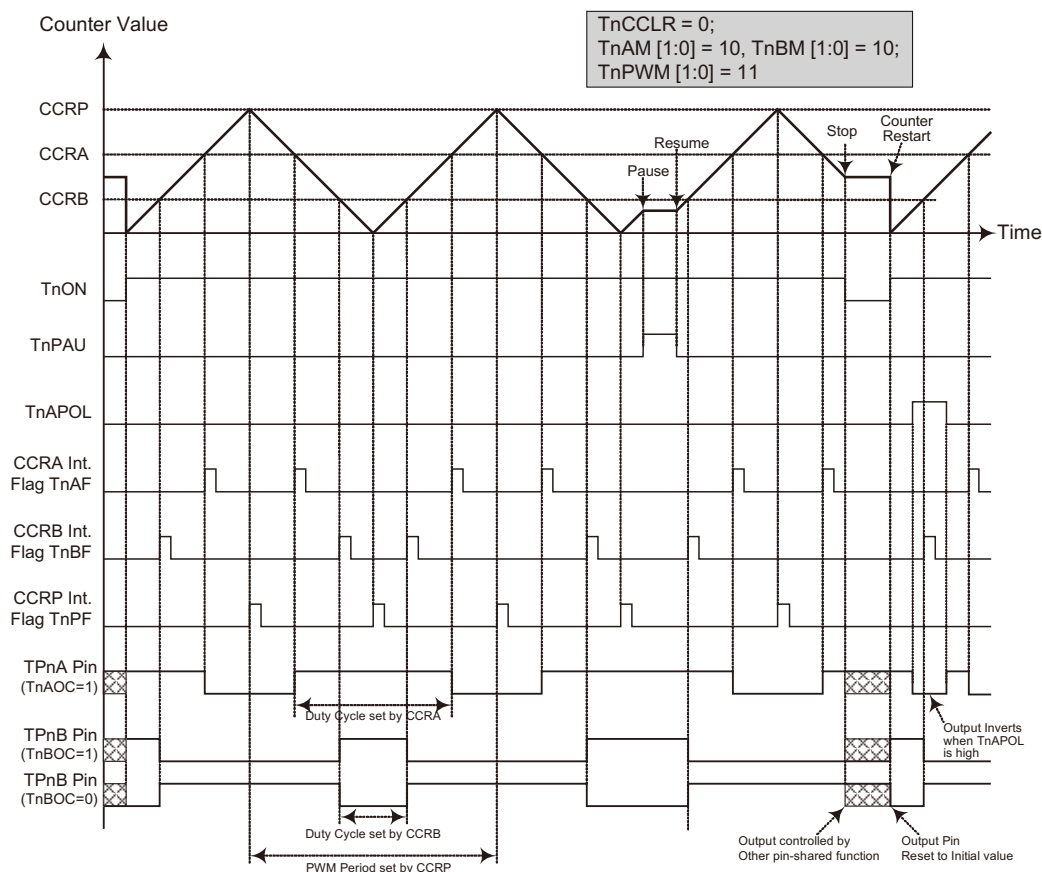 Counter Value
TnCCLR = 0;
TnAM [1:0] = 10, TnBM [1:0] = 10;
TnPWM [1:0] = 11
CCRP
CCRA
CCRB
Pause
Resume
Stop
Counter
Restart
Time
TnON
TnPAU
TnAPOL
CCRA Int.
Flag TnAF
CCRB Int.
Flag TnBF
CCRP Int.
Flag TnPF
TPnA Pin
(TnAOC=1)
Duty Cycle set by CCRA
Output Inverts
when TnAPOL
is high
TPnB Pin
(TnBOC=1)
TPnB Pin
(TnBOC=0)
Duty Cycle set by CCRB
Output controlled by
Other pin-shared function
Output Pin
Reset to Initial value
PWM Period set by CCRP